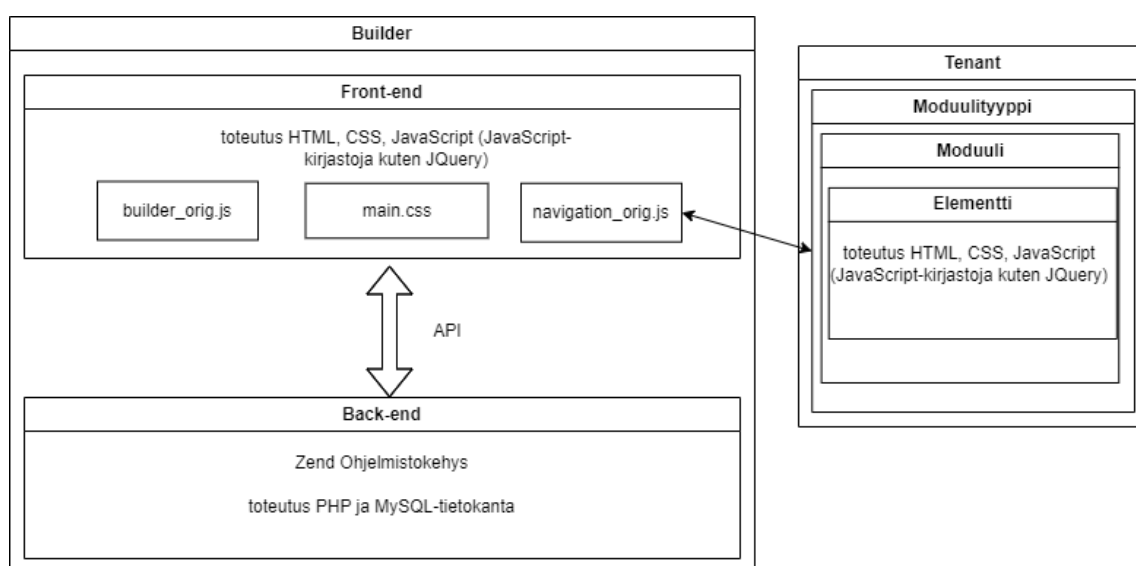 Builder
Front-end
toteutus HTML, CSS, JavaScript (JavaScript-
kirjastoja kuten JQuery)
builder_orig.js
main.css
navigation_orig.js
API
Back-end
Zend Ohjelmistokehys
toteutus PHP ja MySQL-tietokanta
Tenant
Moduulityyppi
Moduuli
Elementti
toteutus HTML, CSS, JavaScript
(JavaScript-kirjastoja kuten JQuery)